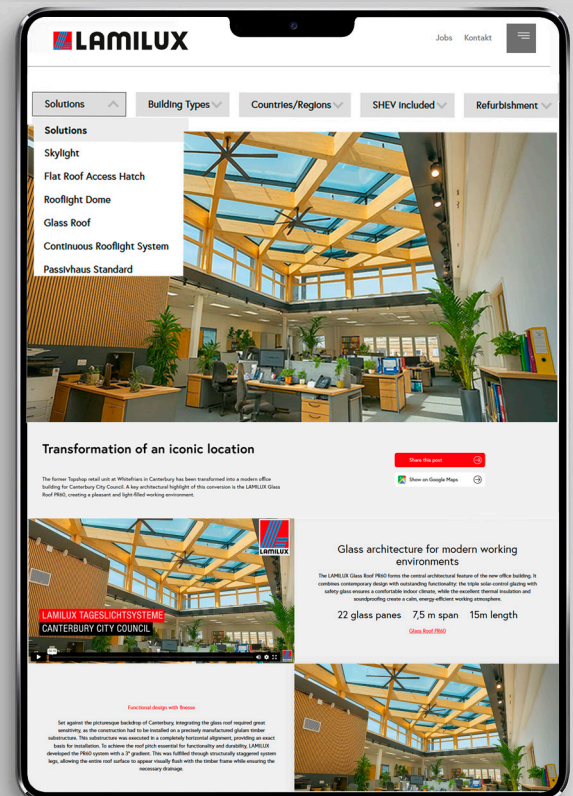 LAMILUX
Jobs Kontakt
Solutions Building Types Countries/Regions SHEV included Refurbishment
Solutions
Skylight
Flat Roof Access Hatch
Rooflight Dome
Glass Roof
Continuous Rooflight System
Passivhaus Standard
Transformation of an iconic location
The former Topshop retail unit at Whitefriars in Canterbury has been transformed into a modern office
building for Canterbury City Council. A key architectural highlight of this conversion is the LAMILUX Glass
Roof PR60, creating a pleasant and light-filled working environment.
Share this post
Show on Google Maps
LAMILUX
LAMILUX TAGESLICHTSYSTEME
CANTERBURY CITY COUNCIL
Glass architecture for modern working
environments
The LAMILUX Glass Roof PR60 forms the central architectural feature of the new office building. It
combines contemporary design with outstanding functionality: the triple solar-control glazing with
safety glass ensures a comfortable indoor climate, while the excellent thermal insulation and
soundproofing create a calm, energy-efficient working atmosphere.
22 glass panes 7,5 m span 15m length
Glass Roof PR60
Functional design with finesse
Set against the picturesque backdrop of Canterbury, integrating the glass roof required great
sensitivity, as the construction had to be installed on a precisely manufactured glulam timber
substructure. This substructure was executed in a completely horizontal alignment, providing an exact
basis for installation. To achieve the roof pitch essential for functionality and durability, LAMILUX
developed the PR60 system with a 3° gradient. This was fulfilled through structurally staggered system
legs, allowing the entire roof surface to appear visually flush with the timber frame while ensuring the
necessary drainage.